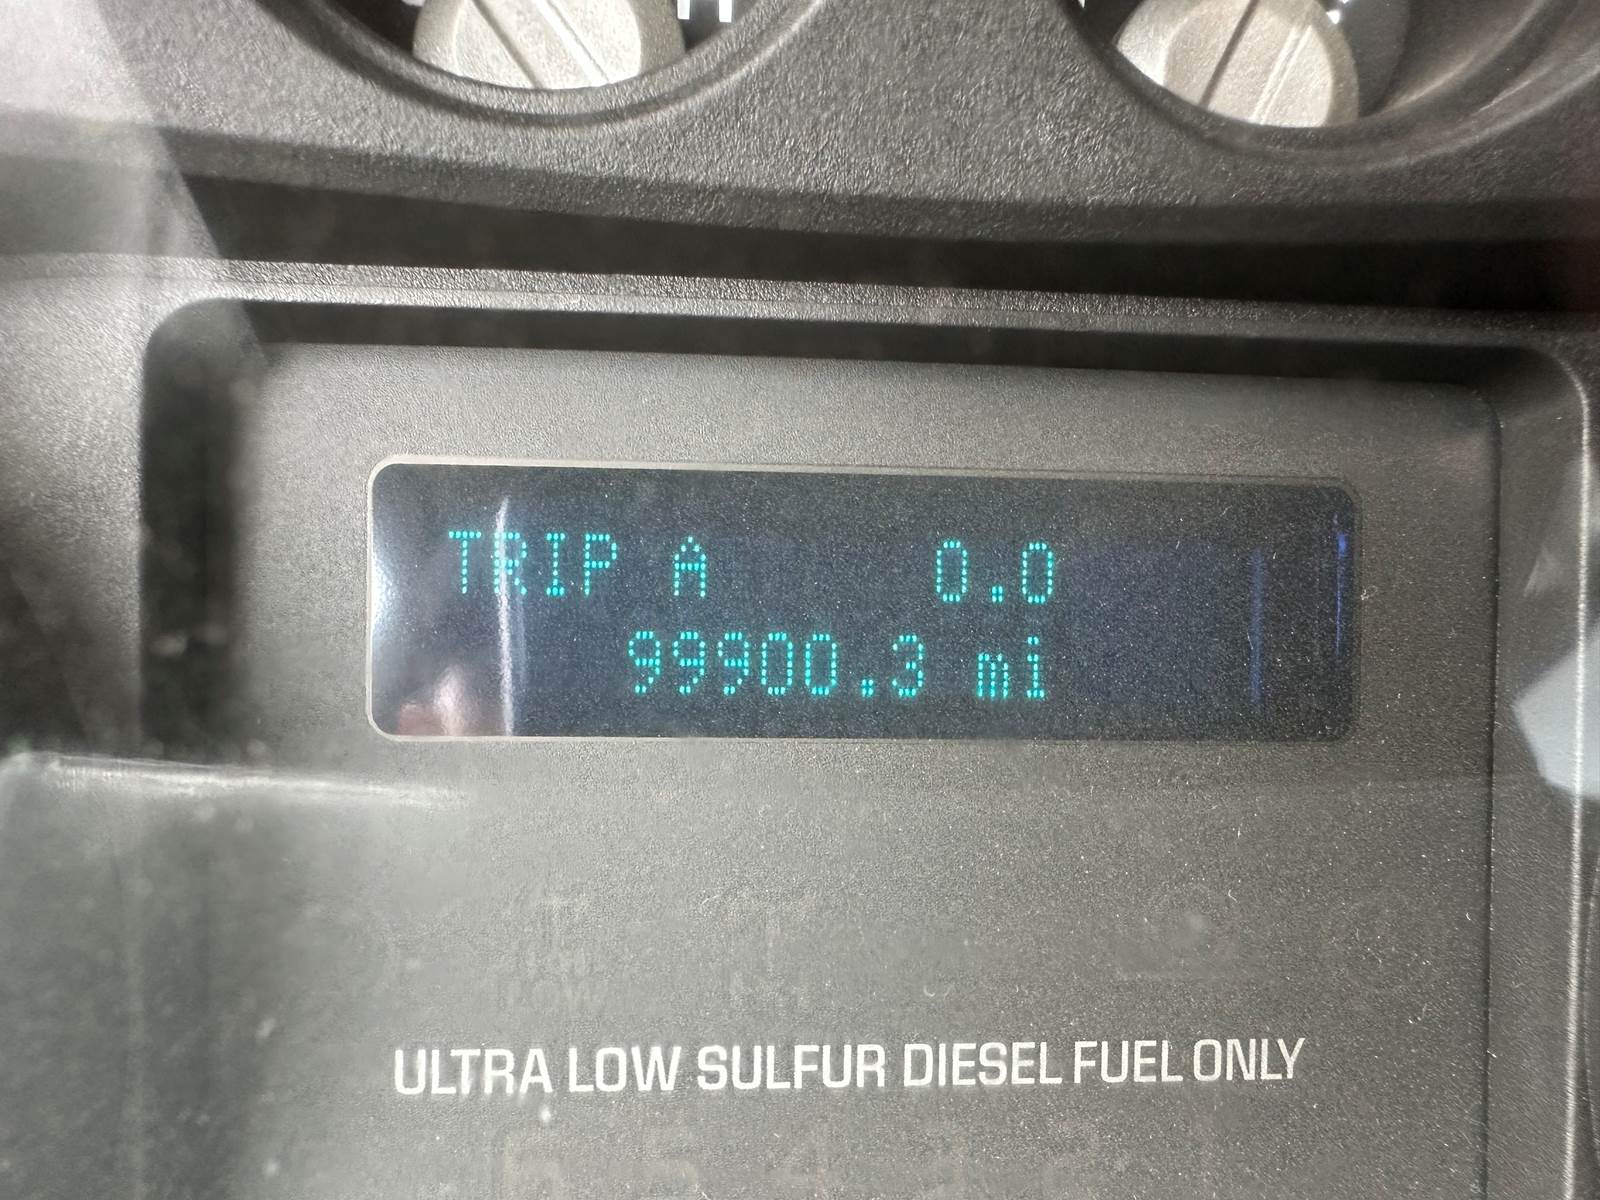 TRIP A 0.0
99900.3 mi
ULTRA LOW SULFUR DIESEL FUEL ONLY